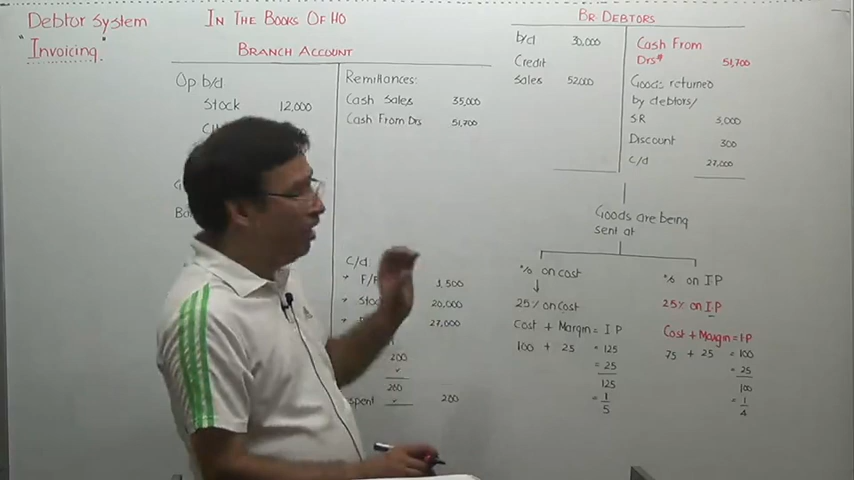 Debtor System
"Invoicing"
In The Books Of HO
Branch Account
Op b/d
Stock 12,000
Remittances:
Cash Sales 35,000
Cash From Drs 51,700
c/d:
* F/F 1,500
* Stock 20,000
27,000
200
200
spent 200
Br Debtors
b/d 30,000
Credit
Sales 52,000
Cash From
Drs# 51,700
Goods returned
by debtors/
SR 3,000
Discount 300
c/d 27,000
Goods are being
sent at
% on cost
25% on Cost
Cost + Margin = I P
100 + 25 = 125
= 25
125
= 1
5
% on I P
25% on I.P
Cost + Margin = I P
75 + 25 = 100
= 25
100
= 1
4